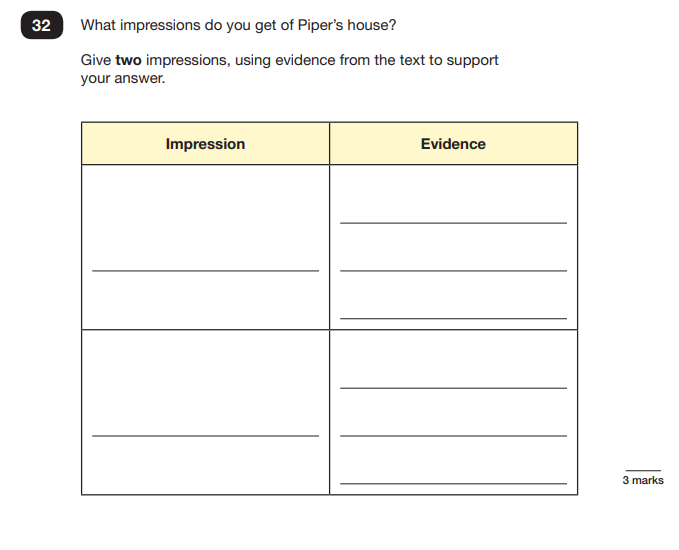 32 What impressions do you get of Piper’s house?
Give two impressions, using evidence from the text to support
your answer.
Impression Evidence
3 marks